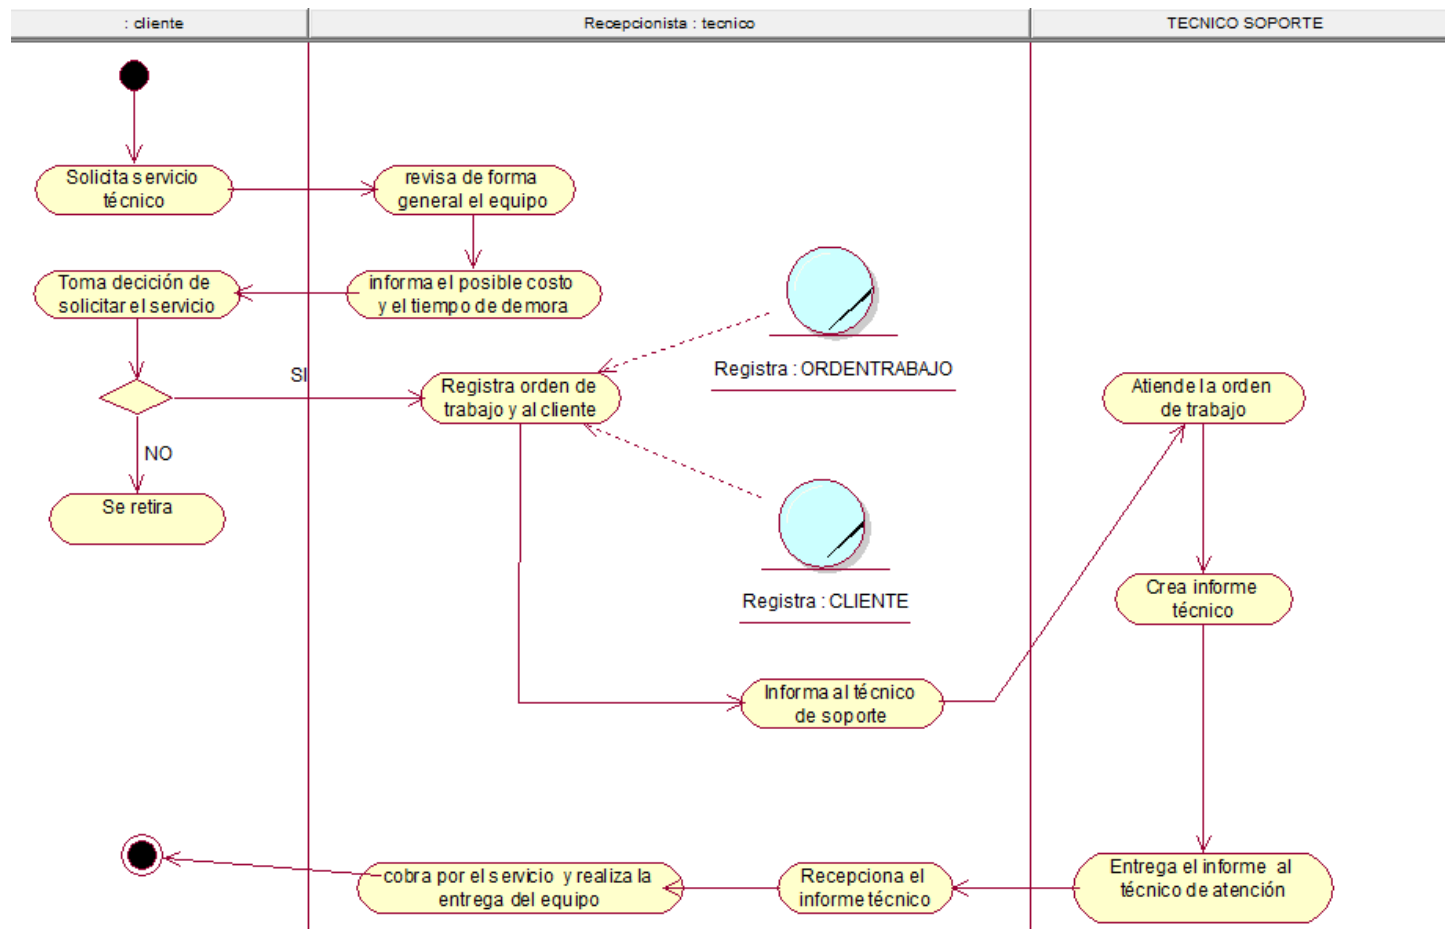 : cliente
Recepcionista : tecnico
TECNICO SOPORTE
Solicita servicio
técnico
revisa de forma
general el equipo
Toma decición de
solicitar el servicio
informa el posible costo
y el tiempo de demora
Registra : ORDENTRABAJO
SI
Registra orden de
trabajo y al cliente
Atiende la orden
de trabajo
NO
Se retira
Registra : CLIENTE
Crea informe
técnico
Informa al técnico
de soporte
cobra por el servicio y realiza la
entrega del equipo
Recepciona el
informe técnico
Entrega el informe al
técnico de atención